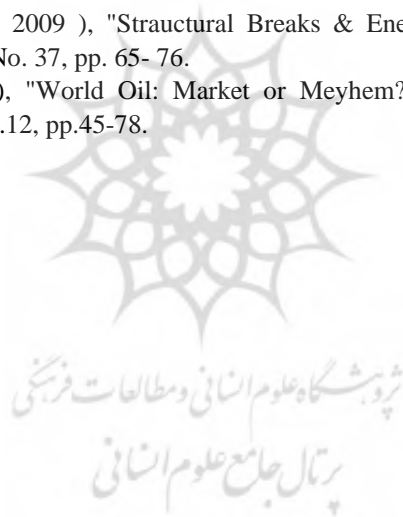 2009 ), "Strauctural Breaks & Ene
No. 37, pp. 65- 76.
), "World Oil: Market or Meyhem?
.12, pp.45-78.
پژوهشگاه علوم انسانی و مطالعات فرهنگی
پرتال جامع علوم انسانی